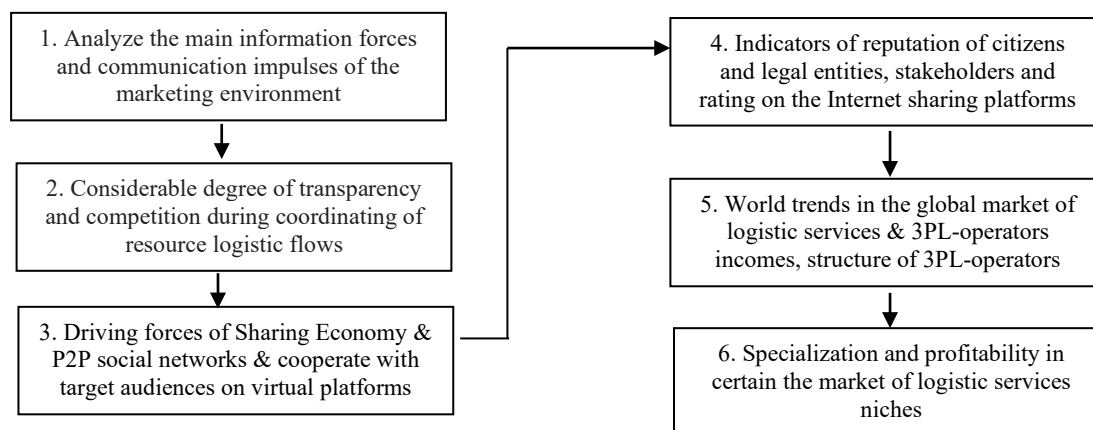 1. Analyze the main information forces
and communication impulses of the
marketing environment
2. Considerable degree of transparency
and competition during coordinating of
resource logistic flows
3. Driving forces of Sharing Economy &
P2P social networks & cooperate with
target audiences on virtual platforms
4. Indicators of reputation of citizens
and legal entities, stakeholders and
rating on the Internet sharing platforms
5. World trends in the global market of
logistic services & 3PL-operators
incomes, structure of 3PL-operators
6. Specialization and profitability in
certain the market of logistic services
niches